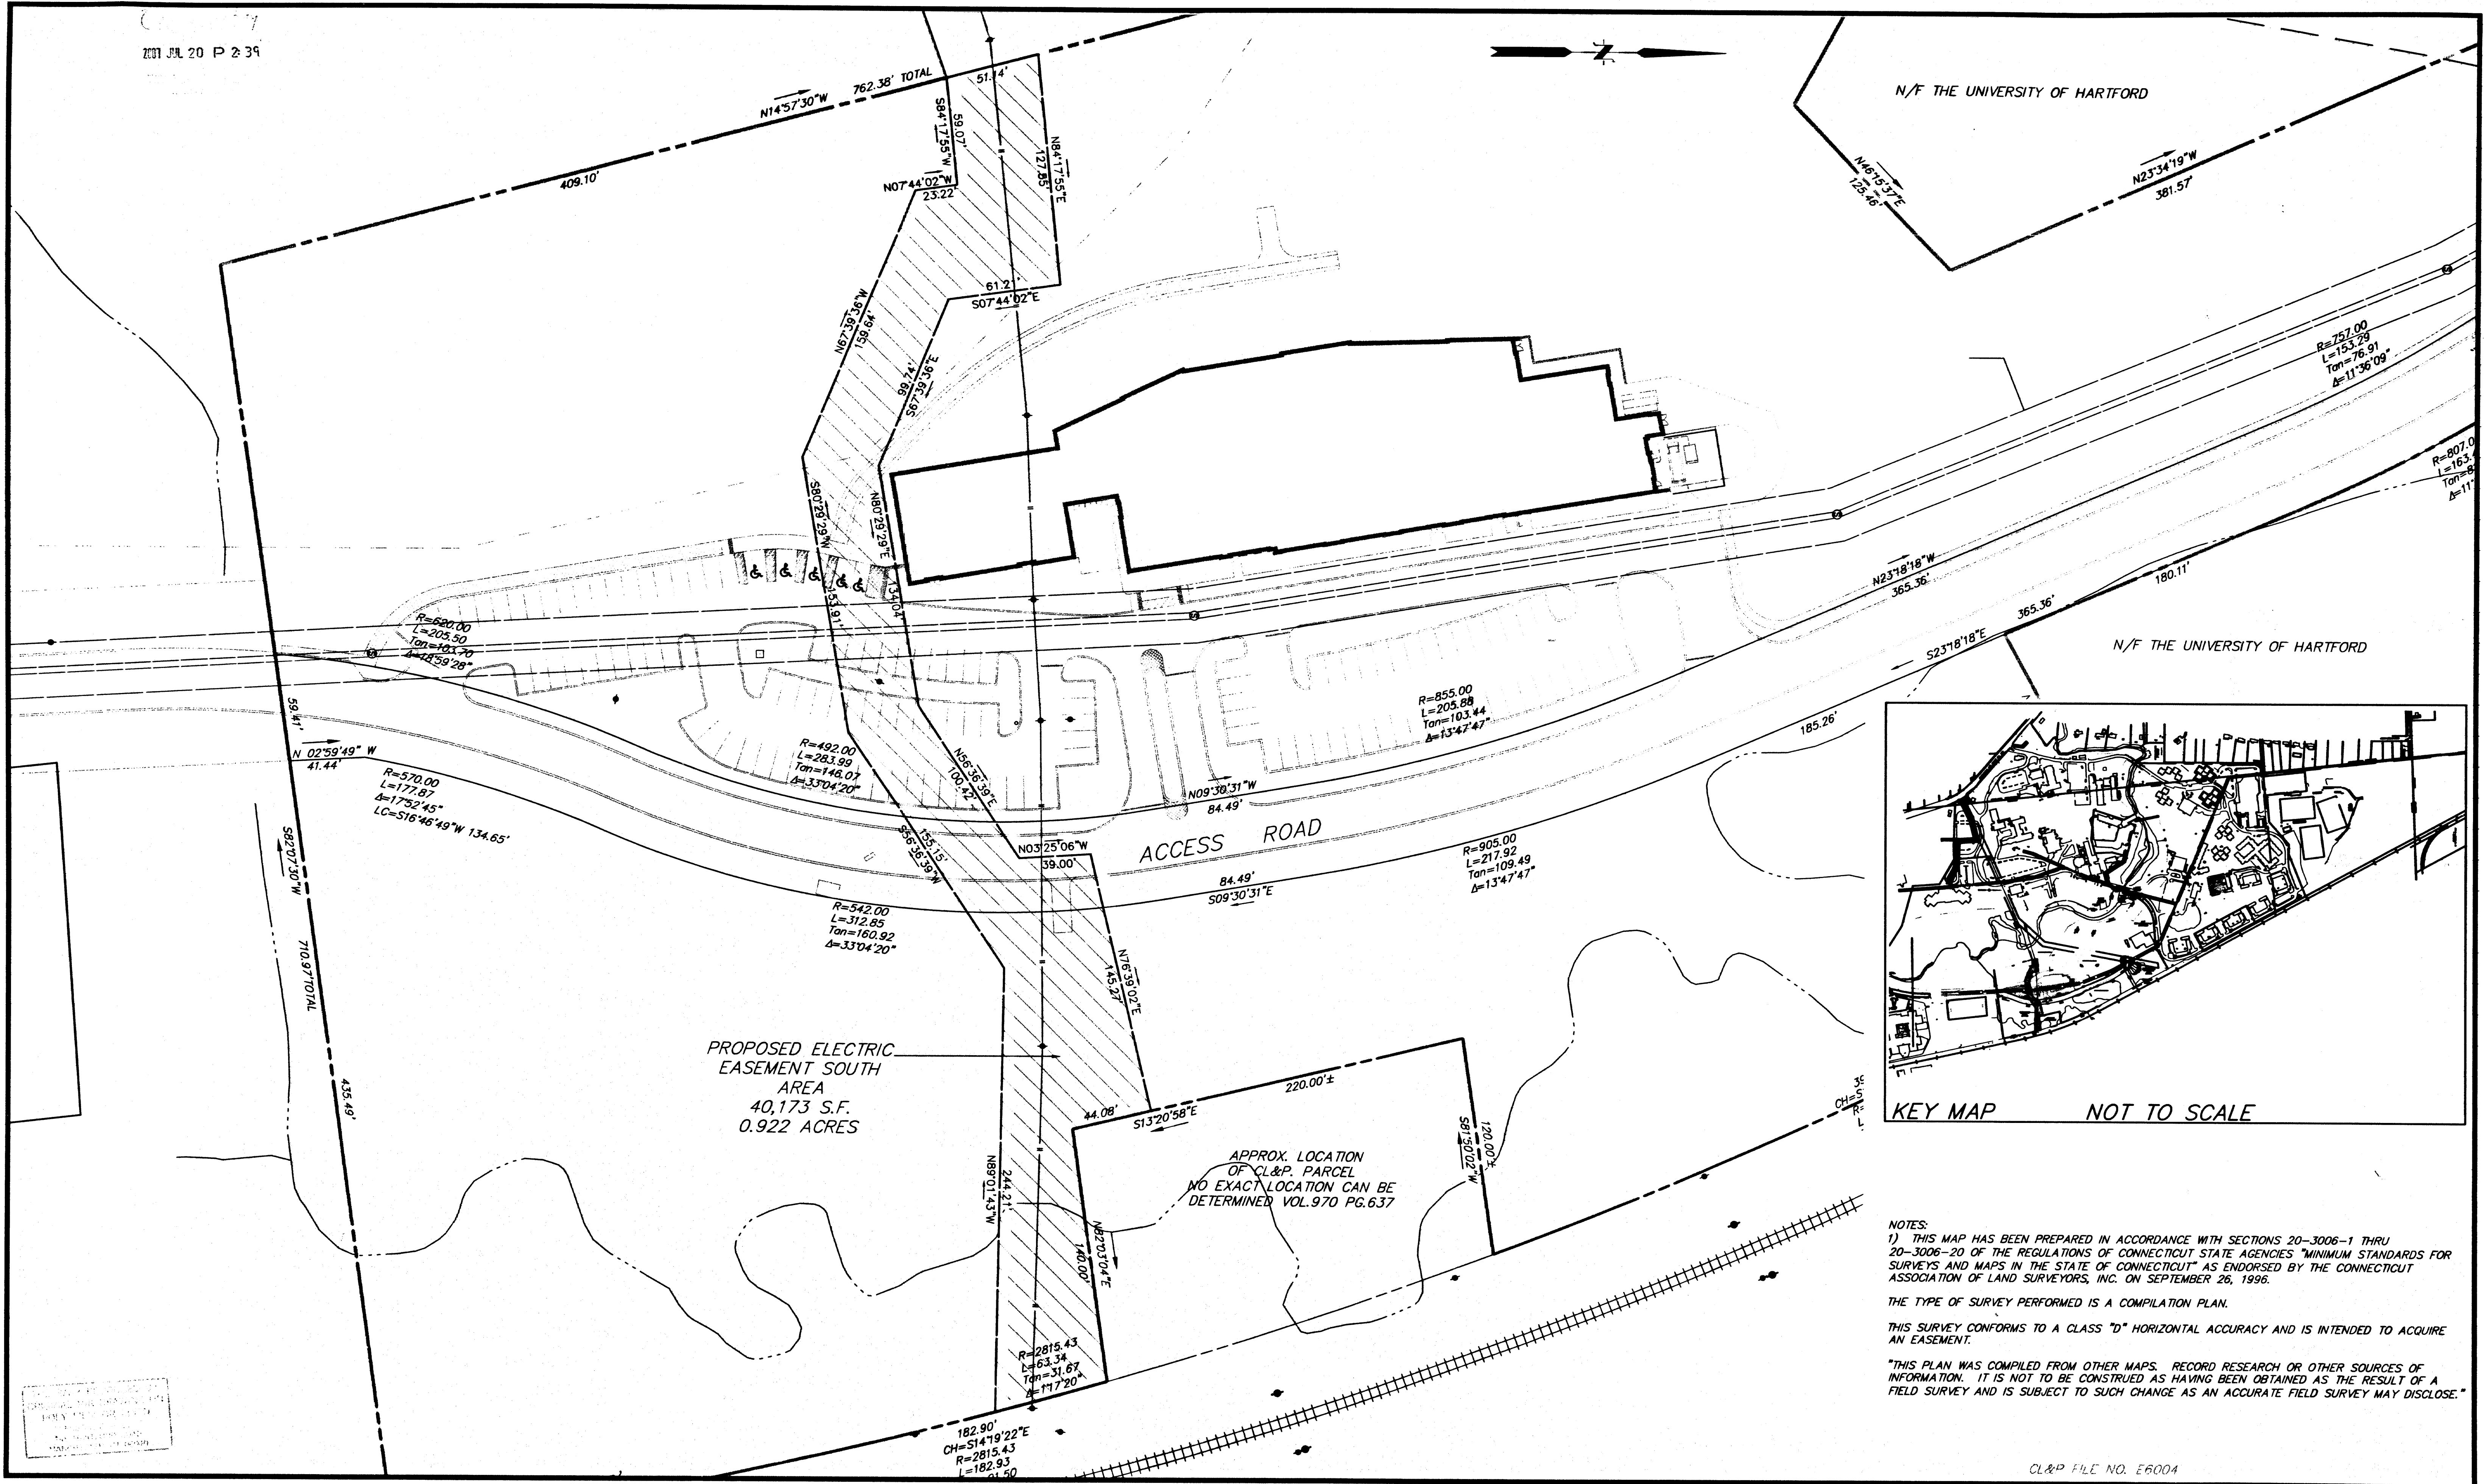 2001 JUL 20 P 2:39
N14°57'30"W
762.38' TOTAL
51.14'
409.10'
S84°17'55"W
59.07'
N84°17'55"E
127.85'
N07°44'02"W
23.22'
61.21'
S07°44'02"E
N67°39'36"W
159.64'
99.74'
S67°39'36"E
N/F THE UNIVERSITY OF HARTFORD
N46°15'37"E
125.46'
N23°34'19"W
381.57'
R=757.00
L=153.29
Tan=76.91
Δ=11°36'09"
S80°29'29"W
153.91'
N80°29'29"E
134.04'
N23°18'18"W
365.36'
365.36'
180.11'
S23°18'18"E
185.26'
N/F THE UNIVERSITY OF HARTFORD
R=620.00
L=205.50
Tan=103.70
Δ=18°59'28"
59.41'
N 02°59'49" W
41.44'
R=570.00
L=177.87
Δ=17°52'45"
LC=S16°46'49"W 134.65'
R=492.00
L=283.99
Tan=146.07
Δ=33°04'20"
N56°36'39"E
100.42'
155.15'
S56°36'39"W
R=855.00
L=205.88
Tan=103.44
Δ=13°47'47"
N09°30'31"W
84.49'
ACCESS ROAD
N03°25'06"W
39.00'
84.49'
S09°30'31"E
R=905.00
L=217.92
Tan=109.49
Δ=13°47'47"
R=542.00
L=312.85
Tan=160.92
Δ=33°04'20"
S82°07'30"W
710.97'TOTAL
435.49'
N76°39'02"E
145.27'
PROPOSED ELECTRIC
EASEMENT SOUTH
AREA
40,173 S.F.
0.922 ACRES
44.08'
S13°20'58"E
220.00'±
120.00'±
S81°50'02"W
APPROX. LOCATION
OF CL&P. PARCEL
NO EXACT LOCATION CAN BE
DETERMINED VOL.970 PG.637
N89°01'43"W
244.21'
N82°03'04"E
140.00'
R=2815.43
L=63.34
Tan=31.67
Δ=1°17'20"
182.90'
CH=S14°19'22"E
R=2815.43
L=182.93
KEY MAP NOT TO SCALE
NOTES:
1) THIS MAP HAS BEEN PREPARED IN ACCORDANCE WITH SECTIONS 20-3006-1 THRU
20-3006-20 OF THE REGULATIONS OF CONNECTICUT STATE AGENCIES "MINIMUM STANDARDS FOR
SURVEYS AND MAPS IN THE STATE OF CONNECTICUT" AS ENDORSED BY THE CONNECTICUT
ASSOCIATION OF LAND SURVEYORS, INC. ON SEPTEMBER 26, 1996.
THE TYPE OF SURVEY PERFORMED IS A COMPILATION PLAN.
THIS SURVEY CONFORMS TO A CLASS "D" HORIZONTAL ACCURACY AND IS INTENDED TO ACQUIRE
AN EASEMENT.
"THIS PLAN WAS COMPILED FROM OTHER MAPS. RECORD RESEARCH OR OTHER SOURCES OF
INFORMATION. IT IS NOT TO BE CONSTRUED AS HAVING BEEN OBTAINED AS THE RESULT OF A
FIELD SURVEY AND IS SUBJECT TO SUCH CHANGE AS AN ACCURATE FIELD SURVEY MAY DISCLOSE."
CL&P FILE NO. E6004